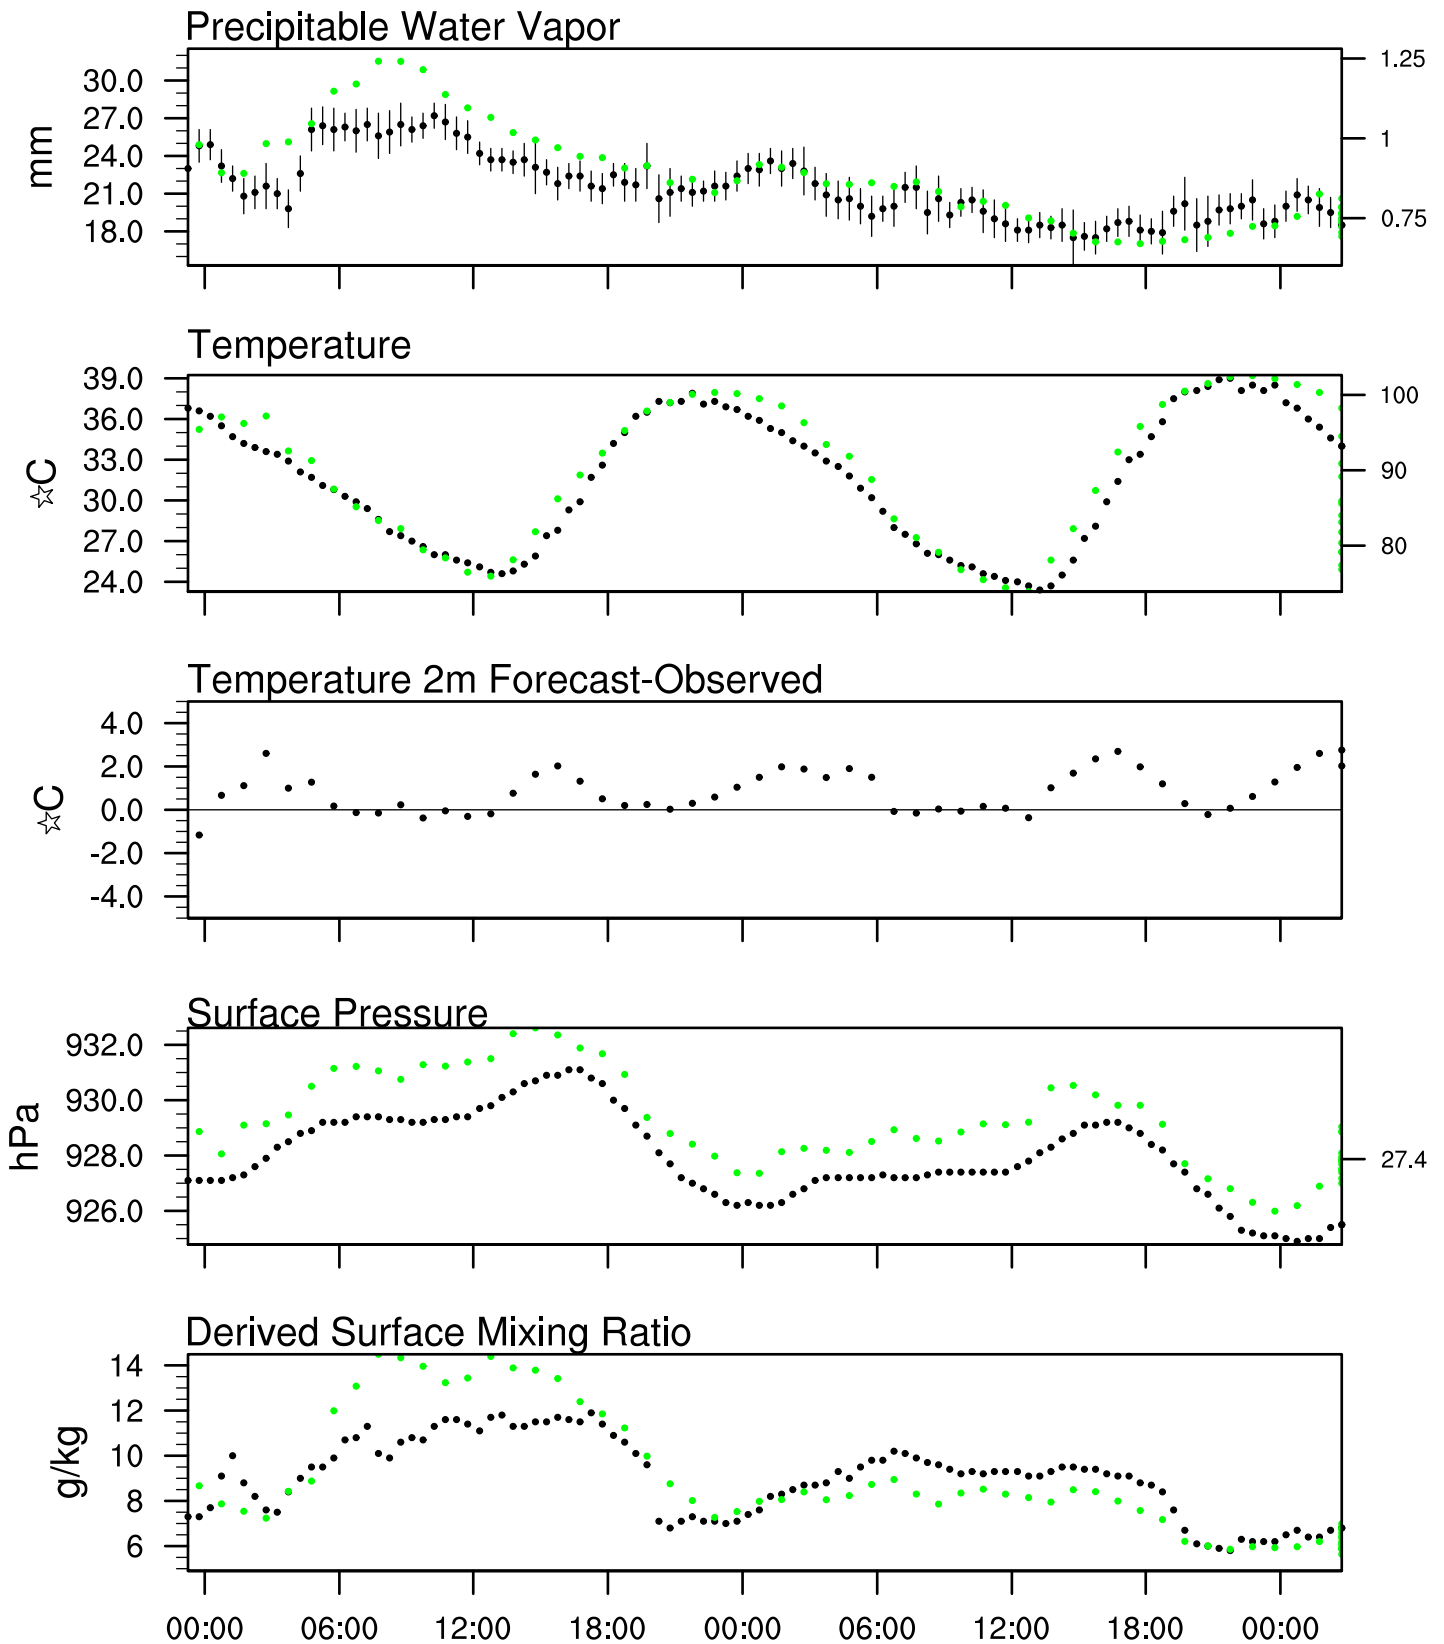 Precipitable Water Vapor
30.0
27.0
24.0
21.0
18.0
mm
1.25
1
0.75
Temperature
39.0
36.0
33.0
30.0
27.0
24.0
☆C
100
90
80
Temperature 2m Forecast-Observed
4.0
2.0
0.0
-2.0
-4.0
☆C
Surface Pressure
932.0
930.0
928.0
926.0
hPa
27.4
Derived Surface Mixing Ratio
14
12
10
8
6
g/kg
00:00 06:00 12:00 18:00 00:00 06:00 12:00 18:00 00:00